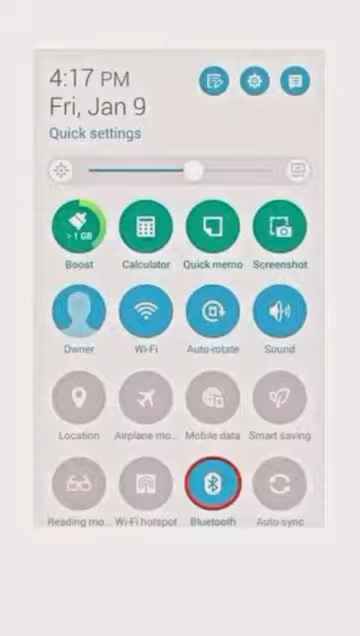 4:17 PM
Fri, Jan 9
Quick settings
> 1 GB
Boost Calculator Quick memo Screenshot
Owner Wi-Fi Auto-rotate Sound
Location Airplane mo... Mobile data Smart saving
Reading mo... Wi-Fi hotspot Bluetooth Auto-sync